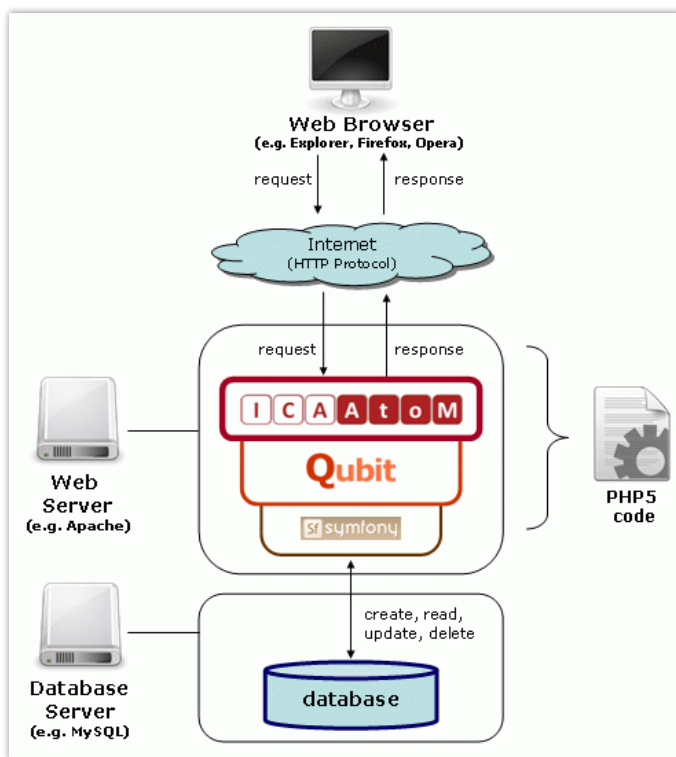 Web Browser
(e.g. Explorer, Firefox, Opera)
request
response
Internet
(HTTP Protocol)
request
response
ICAAtoM
Qubit
Sf symfony
Web
Server
(e.g. Apache)
PHP5
code
create, read,
update, delete
database
Database
Server
(e.g. MySQL)